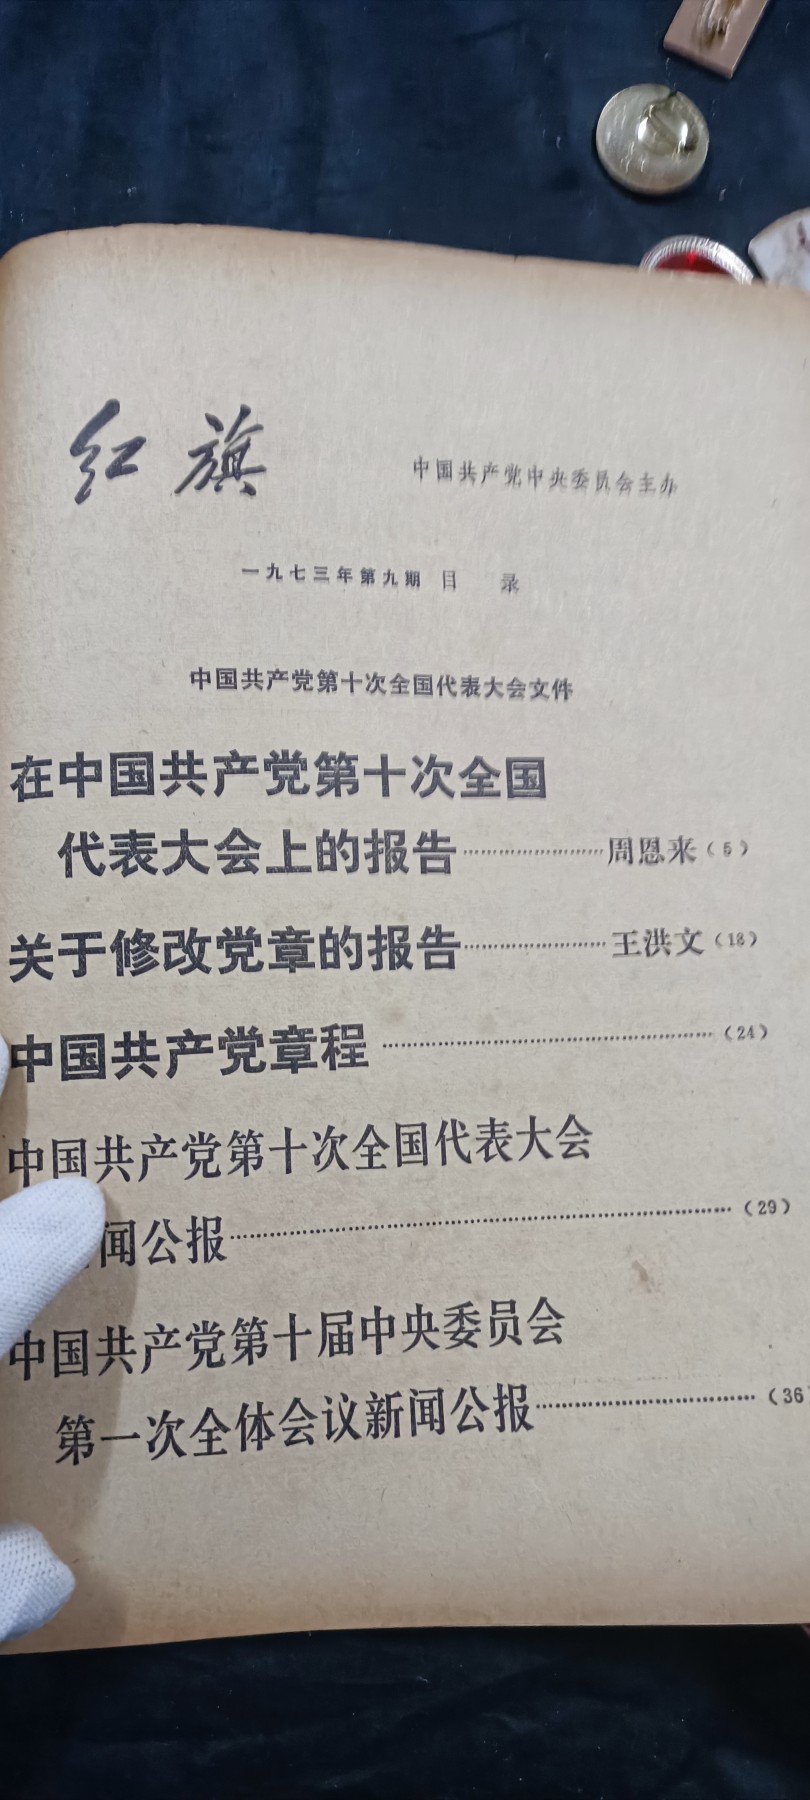 红旗
中国共产党中央委员会主办
一九七三年第九期 目 录
中国共产党第十次全国代表大会文件
在中国共产党第十次全国
代表大会上的报告……………………周恩来（5）
关于修改党章的报告……………………王洪文（18）
中国共产党章程……………………………………………（24）
中国共产党第十次全国代表大会
闻公报……………………………………………………………………（29）
中国共产党第十届中央委员会
第一次全体会议新闻公报……………………………（36）